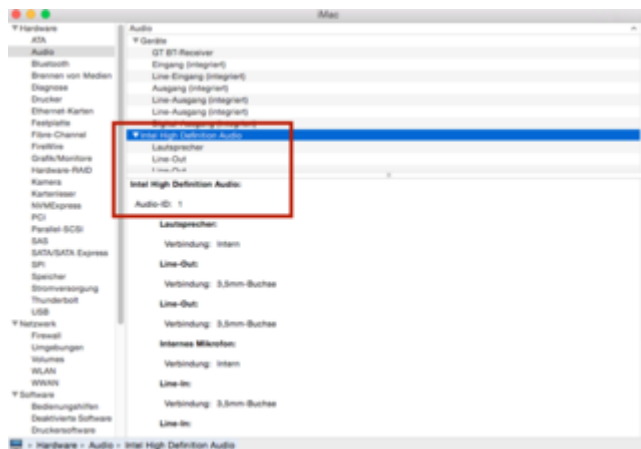 iMac
Hardware
ATA
Audio
Bluetooth
Brennen von Medien
Diagnose
Drucker
Ethernet-Karten
Festplatte
Fibre-Channel
FireWire
Grafik/Monitore
Hardware-RAID
Kamera
Kartenleser
NVMExpress
PCI
Parallel-SCSI
SAS
SATA/SATA Express
SPI
Speicher
Stromversorgung
Thunderbolt
USB
Netzwerk
Firewall
Umgebungen
Volumes
WLAN
WWAN
Software
Bedienungshilfen
Deaktivierte Software
Druckersoftware
Audio
Geräte
GT BT-Receiver
Eingang (integriert)
Line-Eingang (integriert)
Ausgang (integriert)
Line-Ausgang (integriert)
Line-Ausgang (integriert)
Digital-Ausgang (integriert)
Intel High Definition Audio
Lautsprecher
Line-Out
Line-Out
Intel High Definition Audio:
Audio-ID: 1
Lautsprecher:
Verbindung: Intern
Line-Out:
Verbindung: 3,5mm-Buchse
Line-Out:
Verbindung: 3,5mm-Buchse
Internes Mikrofon:
Verbindung: Intern
Line-In:
Verbindung: 3,5mm-Buchse
Line-In:
Hardware › Audio › Intel High Definition Audio